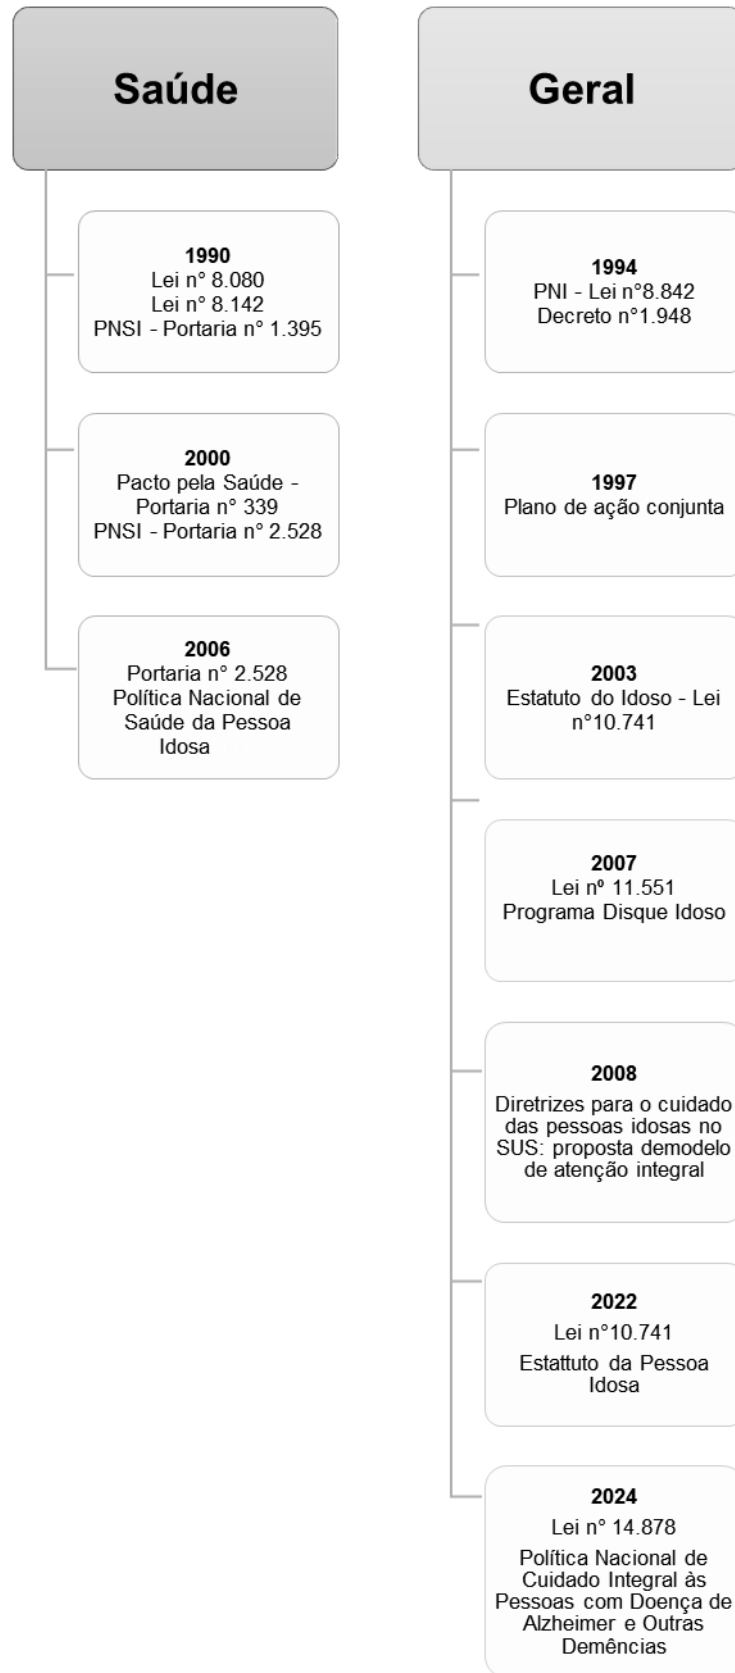 Saúde
1990
Lei n° 8.080
Lei n° 8.142
PNSI - Portaria n° 1.395
2000
Pacto pela Saúde -
Portaria n° 339
PNSI - Portaria n° 2.528
2006
Portaria n° 2.528
Política Nacional de
Saúde da Pessoa
Idosa
Geral
1994
PNI - Lei n°8.842
Decreto n°1.948
1997
Plano de ação conjunta
2003
Estatuto do Idoso - Lei
n°10.741
2007
Lei nº 11.551
Programa Disque Idoso
2008
Diretrizes para o cuidado
das pessoas idosas no
SUS: proposta demodelo
de atenção integral
2022
Lei n°10.741
Estattuto da Pessoa
Idosa
2024
Lei n° 14.878
Política Nacional de
Cuidado Integral às
Pessoas com Doença de
Alzheimer e Outras
Demências